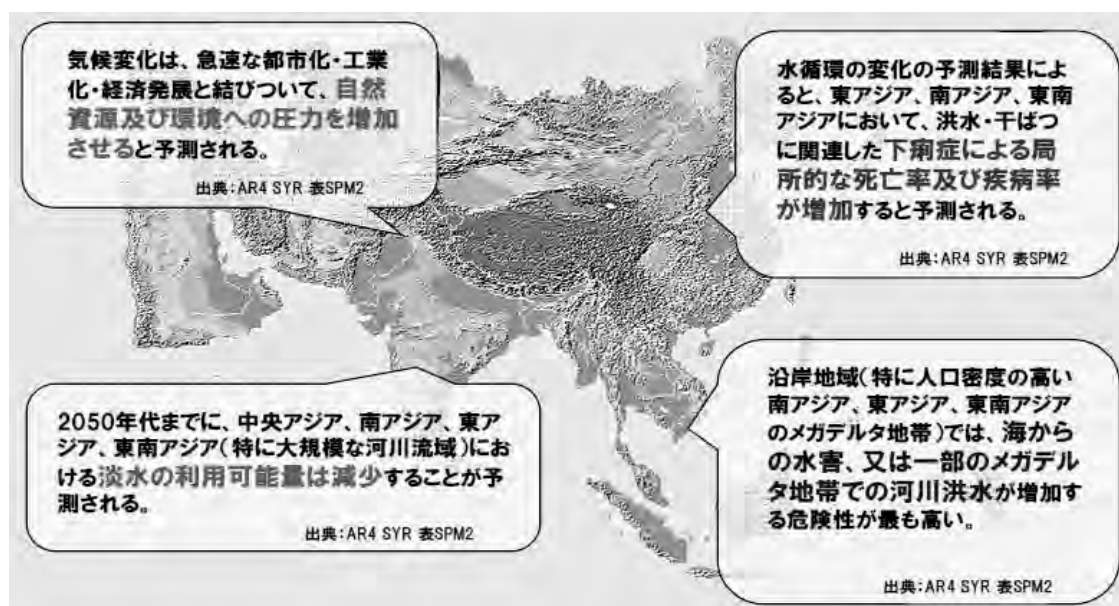 気候変化は、急速な都市化・工業
化・経済発展と結びついて、自然
資源及び環境への圧力を増加
させると予測される。
出典:AR4 SYR 表SPM2
水循環の変化の予測結果によ
ると、東アジア、南アジア、東南
アジアにおいて、洪水・干ばつ
に関連した下痢症による局
所的な死亡率及び疾病率
が増加すると予測される。
出典:AR4 SYR 表SPM2
2050年代までに、中央アジア、南アジア、東ア
ジア、東南アジア(特に大規模な河川流域)にお
ける淡水の利用可能量は減少することが予
測される。
出典:AR4 SYR 表SPM2
沿岸地域(特に人口密度の高い
南アジア、東アジア、東南アジア
のメガデルタ地帯)では、海から
の水害、又は一部のメガデル
タ地帯での河川洪水が増加す
る危険性が最も高い。
出典:AR4 SYR 表SPM2